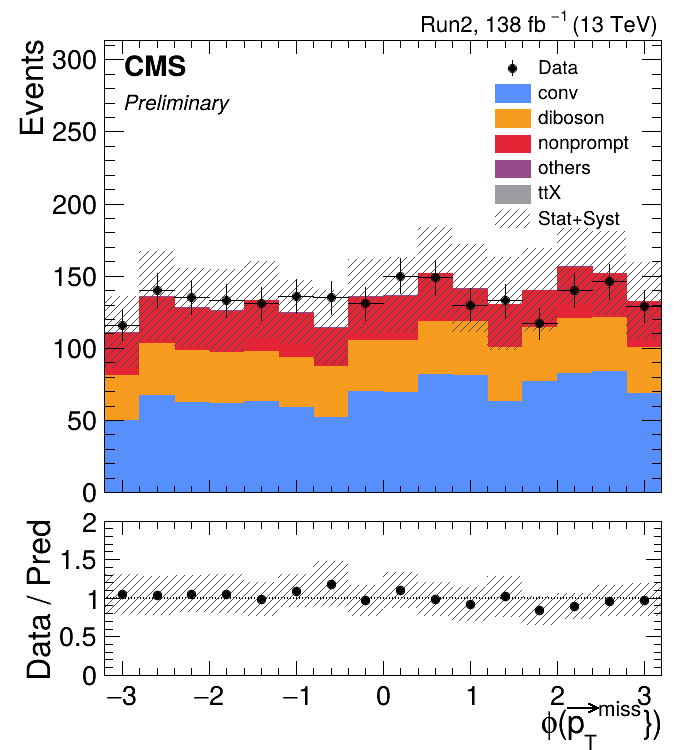 Run2, 138 fb⁻¹ (13 TeV)
Events
300
250
200
150
100
50
0
CMS
Preliminary
Data
conv
diboson
nonprompt
others
ttX
Stat+Syst
Data / Pred
2
1.5
1
0.5
0
−3 −2 −1 0 1 2 3
ϕ(p⃗_T^miss})